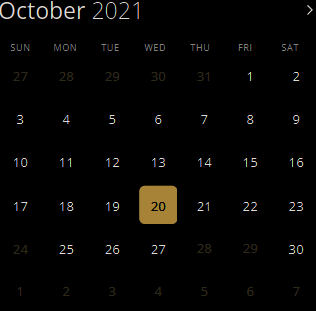 October 2021
SUN MON TUE WED THU FRI SAT
27 28 29 30 31 1 2
3 4 5 6 7 8 9
10 11 12 13 14 15 16
17 18 19 20 21 22 23
24 25 26 27 28 29 30
1 2 3 4 5 6 7